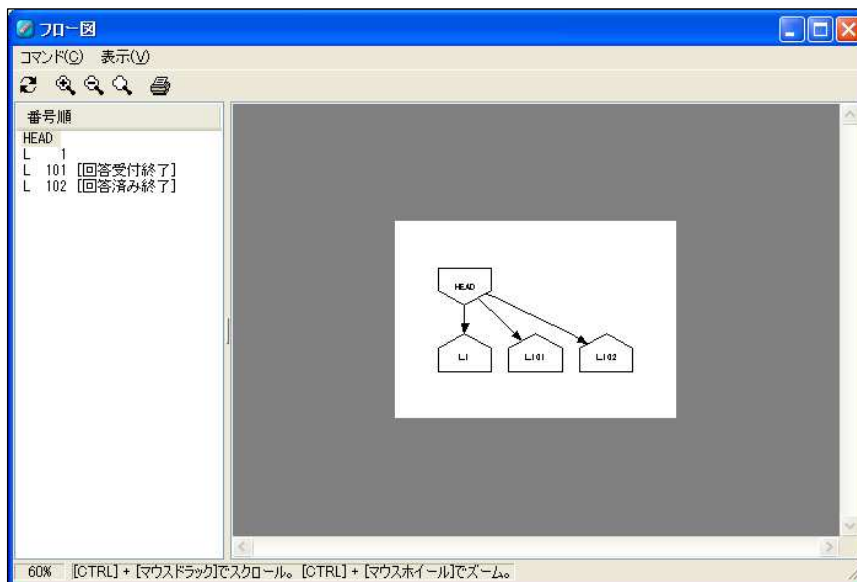 フロー図
コマンド(C) 表示(V)
番号順
HEAD
L 1
L 101 [回答受付終了]
L 102 [回答済み終了]
HEAD
L1
L101
L102
60% [CTRL] + [マウスドラック]でスクロール。[CTRL] + [マウスホイール]でズーム。